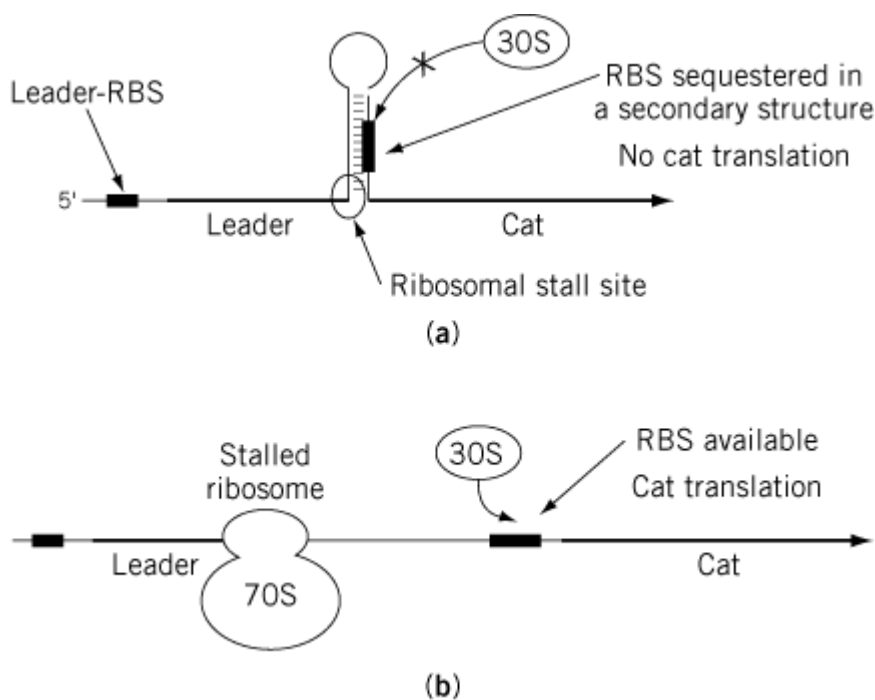 30S
Leader-RBS
RBS sequestered in
a secondary structure
No cat translation
5'
Leader
Cat
Ribosomal stall site
(a)
Stalled
ribosome
30S
RBS available
Cat translation
Leader
70S
Cat
(b)